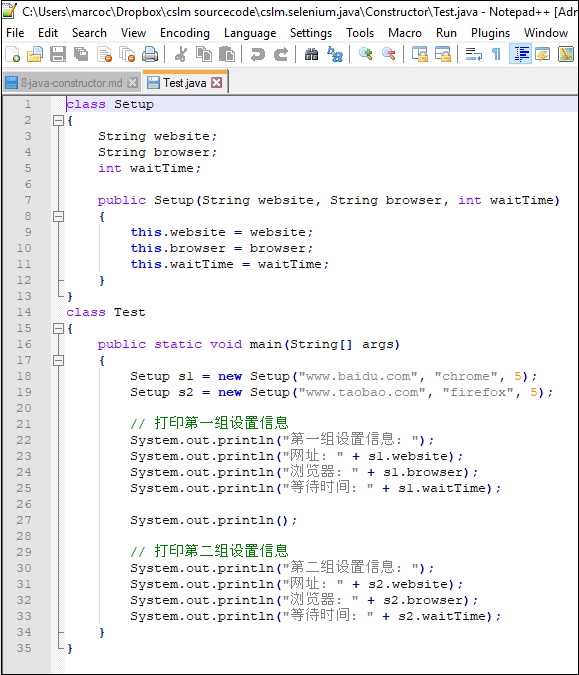 C:\Users\marcoc\Dropbox\cslm sourcecode\cslm.selenium.java\Constructor\Test.java - Notepad++ [Adm
File Edit Search View Encoding Language Settings Tools Macro Run Plugins Window
8-java-constructor.md Test.java
1 class Setup
2 {
3 String website;
4 String browser;
5 int waitTime;
6
7 public Setup(String website, String browser, int waitTime)
8 {
9 this.website = website;
10 this.browser = browser;
11 this.waitTime = waitTime;
12 }
13 }
14 class Test
15 {
16 public static void main(String[] args)
17 {
18 Setup s1 = new Setup("www.baidu.com", "chrome", 5);
19 Setup s2 = new Setup("www.taobao.com", "firefox", 5);
20
21 // 打印第一组设置信息
22 System.out.println("第一组设置信息：");
23 System.out.println("网址：" + s1.website);
24 System.out.println("浏览器：" + s1.browser);
25 System.out.println("等待时间：" + s1.waitTime);
26
27 System.out.println();
28
29 // 打印第二组设置信息
30 System.out.println("第二组设置信息：");
31 System.out.println("网址：" + s2.website);
32 System.out.println("浏览器：" + s2.browser);
33 System.out.println("等待时间：" + s2.waitTime);
34 }
35 }